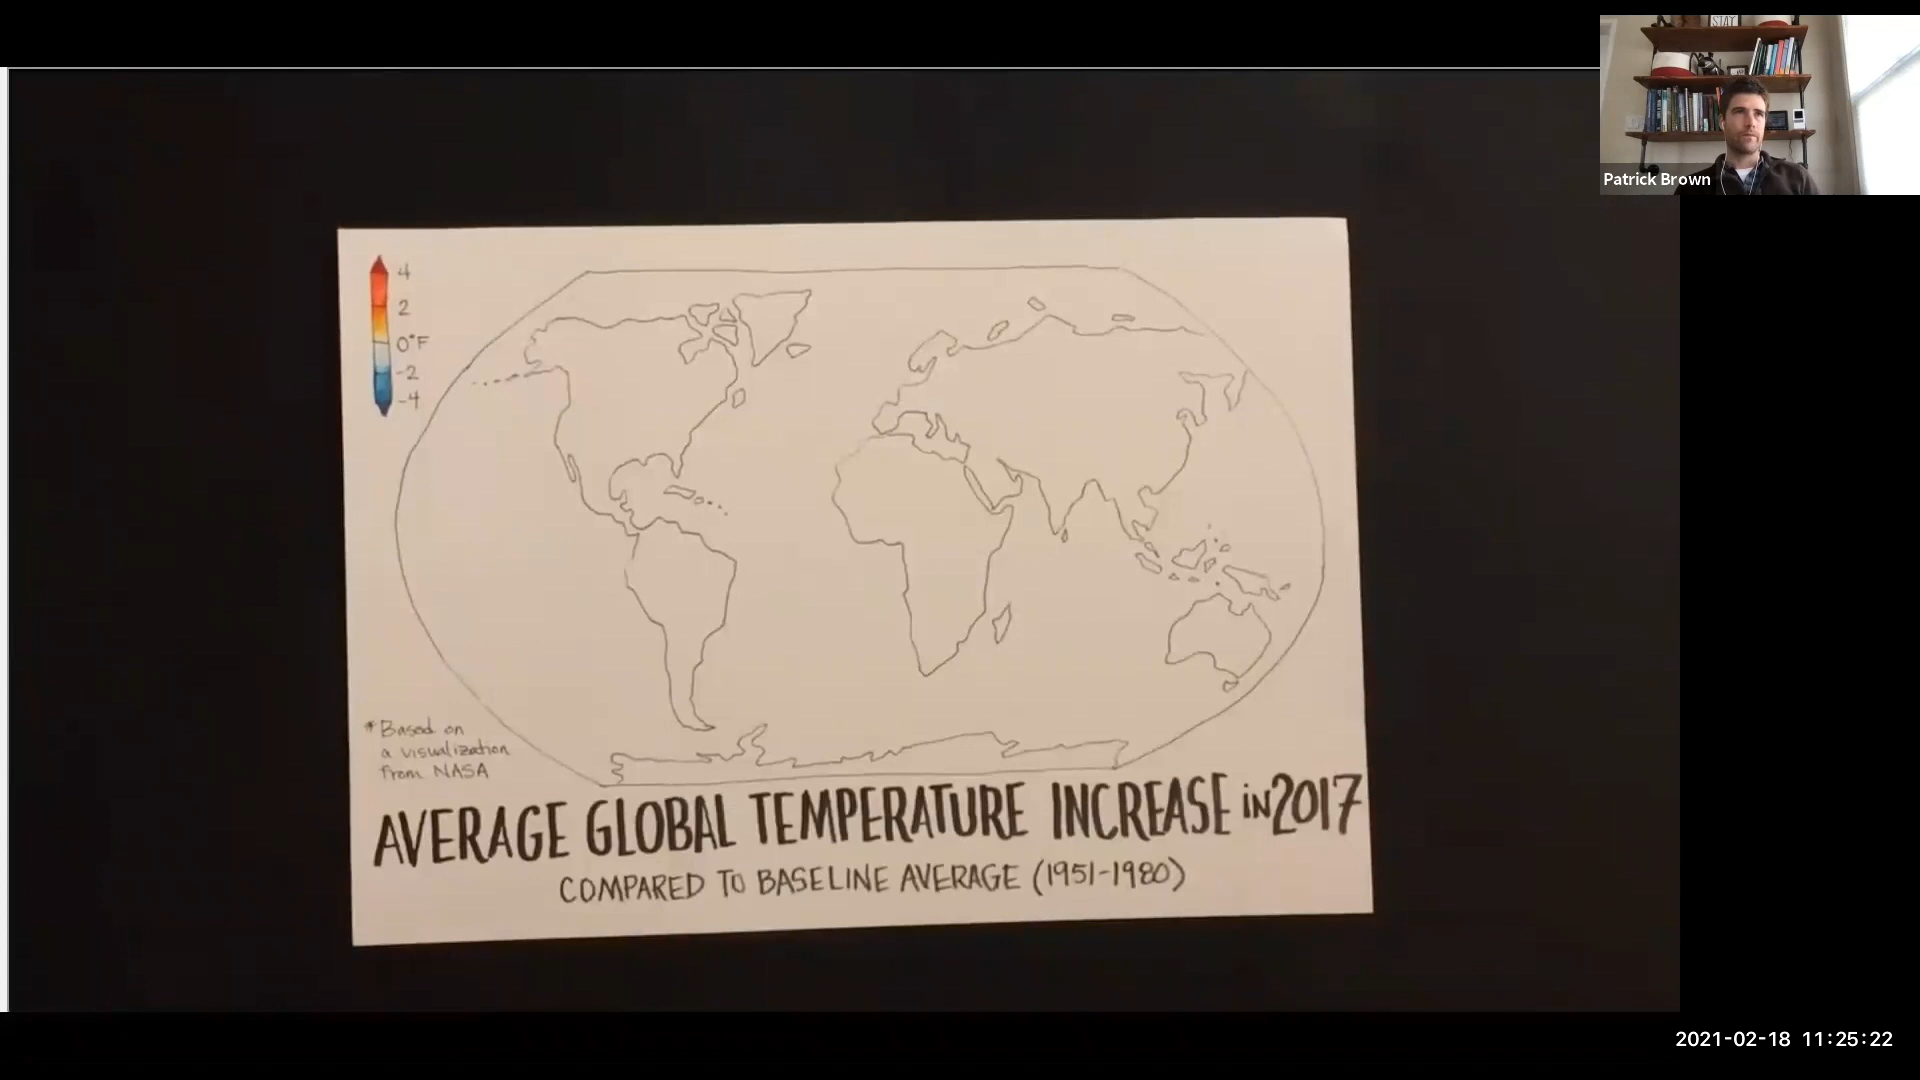 STAY
Patrick Brown
4
2
0°F
-2
-4
*Based on
a visualization
from NASA
AVERAGE GLOBAL TEMPERATURE INCREASE in 2017
COMPARED TO BASELINE AVERAGE (1951-1980)
2021-02-18 11:25:22